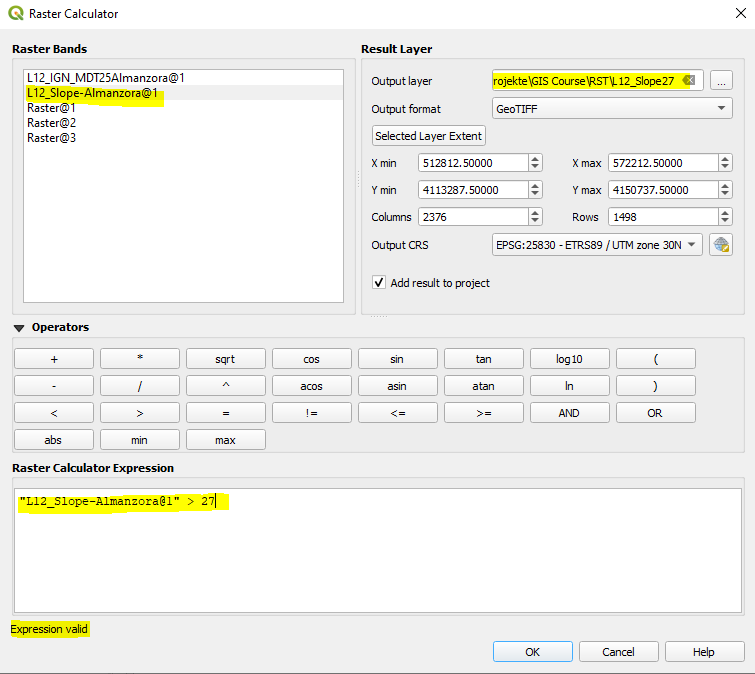 Raster Calculator
Raster Bands
L12_IGN_MDT25Almanzora@1
L12_Slope-Almanzora@1
Raster@1
Raster@2
Raster@3
Result Layer
Output layer rojekte\GIS Course\RST\L12_Slope27 ...
Output format GeoTIFF
Selected Layer Extent
X min 512812.50000 X max 572212.50000
Y min 4113287.50000 Y max 4150737.50000
Columns 2376 Rows 1498
Output CRS EPSG:25830 - ETRS89 / UTM zone 30N
Add result to project
Operators
+ * sqrt cos sin tan log10 (
- / ^ acos asin atan ln )
< > = != <= >= AND OR
abs min max
Raster Calculator Expression
"L12_Slope-Almanzora@1" > 27
Expression valid
OK Cancel Help